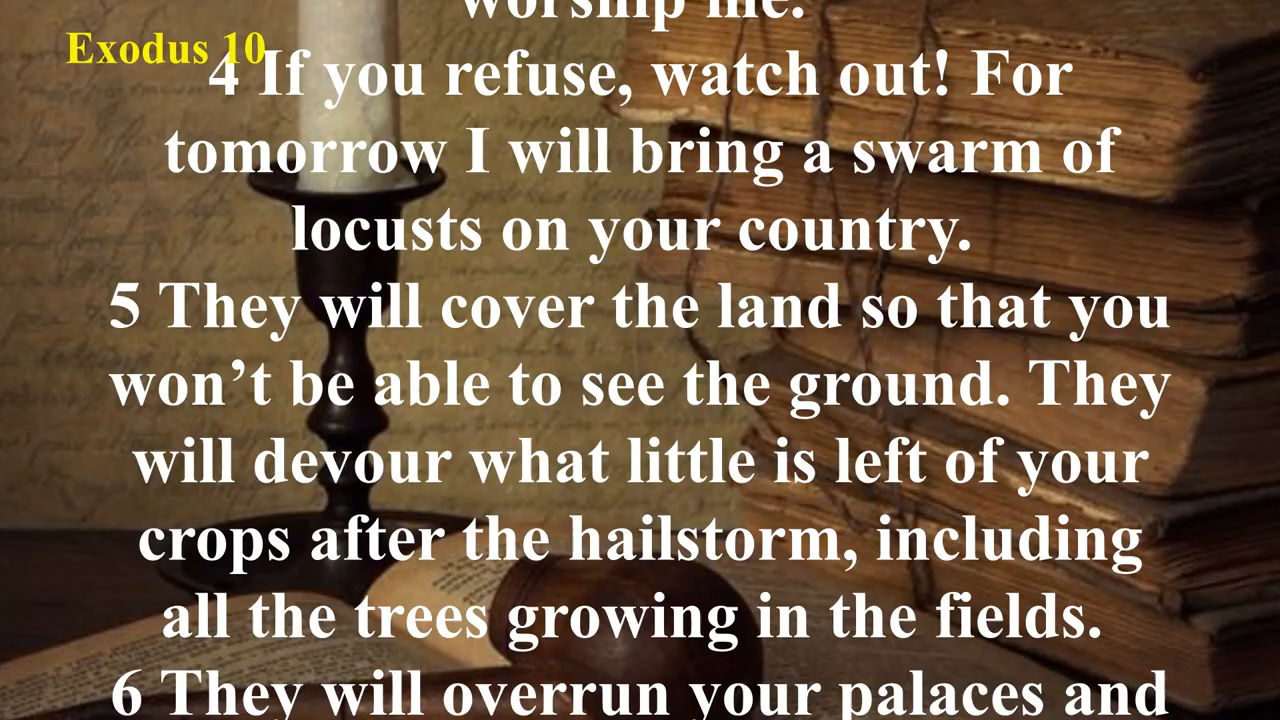 worship me.
Exodus 10
4 If you refuse, watch out! For
tomorrow I will bring a swarm of
locusts on your country.
5 They will cover the land so that you
won’t be able to see the ground. They
will devour what little is left of your
crops after the hailstorm, including
all the trees growing in the fields.
6 They will overrun your palaces and